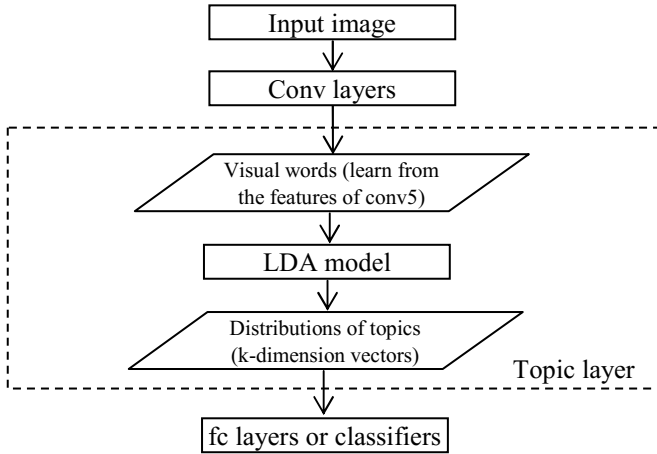 Input image
Conv layers
Visual words (learn from
the features of conv5)
LDA model
Distributions of topics
(k-dimension vectors)
Topic layer
fc layers or classifiers